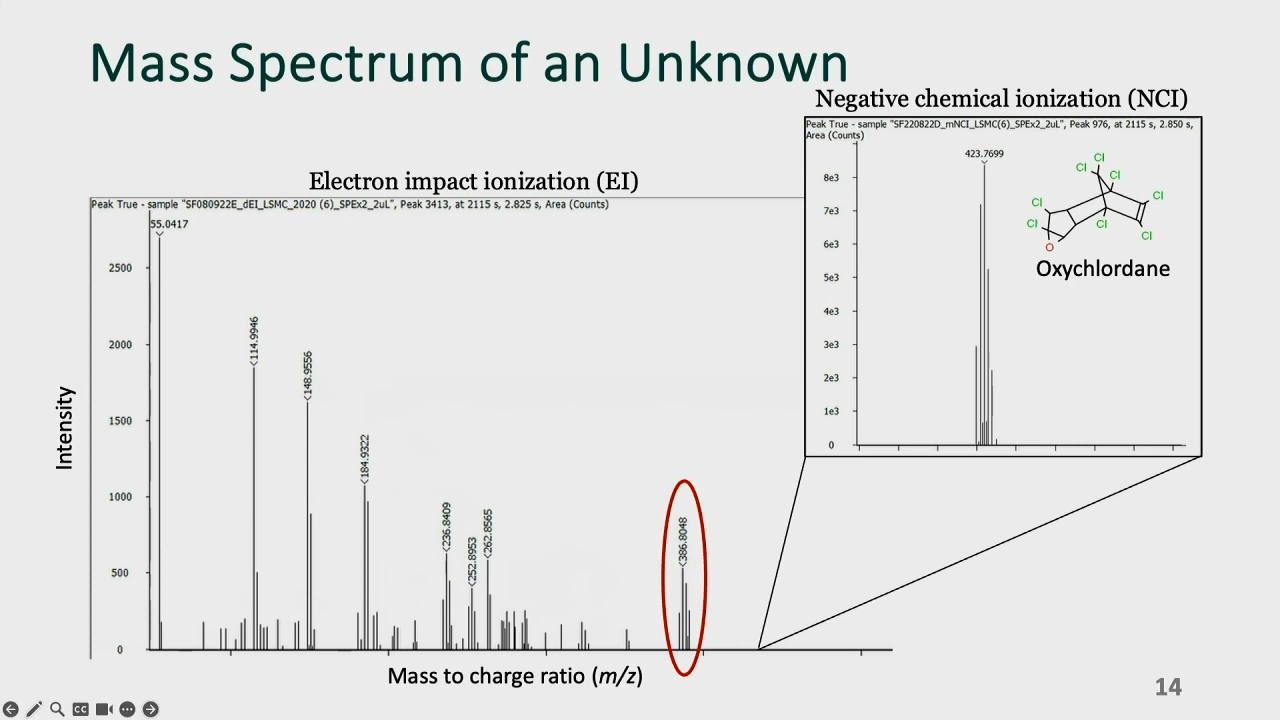 Mass Spectrum of an Unknown
Negative chemical ionization (NCI)
Peak True - sample "SF220822D_mNCI_LSMC(6)_SPEx2_2uL", Peak 976, at 2115 s, 2.850 s,
Area (Counts)
423.7699
8e3
7e3
6e3
5e3
4e3
3e3
2e3
1e3
0
Cl
Cl
Cl
Cl
Cl
Cl
Cl
Cl
O
Oxychlordane
Electron impact ionization (EI)
Peak True - sample "SF080922E_dEI_LSMC_2020 (6)_SPEx2_2uL", Peak 3413, at 2115 s, 2.825 s, Area (Counts)
55.0417
2500
2000
1500
1000
500
0
114.9946
148.9556
184.9322
236.8409
252.8953
262.8565
386.8048
Intensity
Mass to charge ratio (m/z)
14
CC